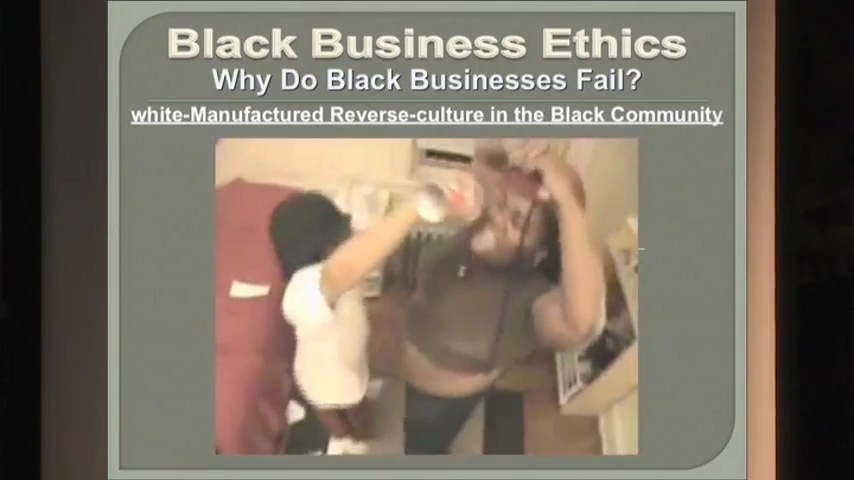 Black Business Ethics
Why Do Black Businesses Fail?
white-Manufactured Reverse-culture in the Black Community